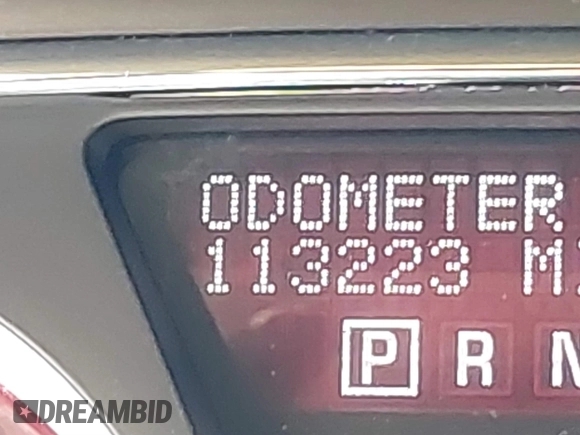 ODOMETER
113223 M
P R N
DREAMBID